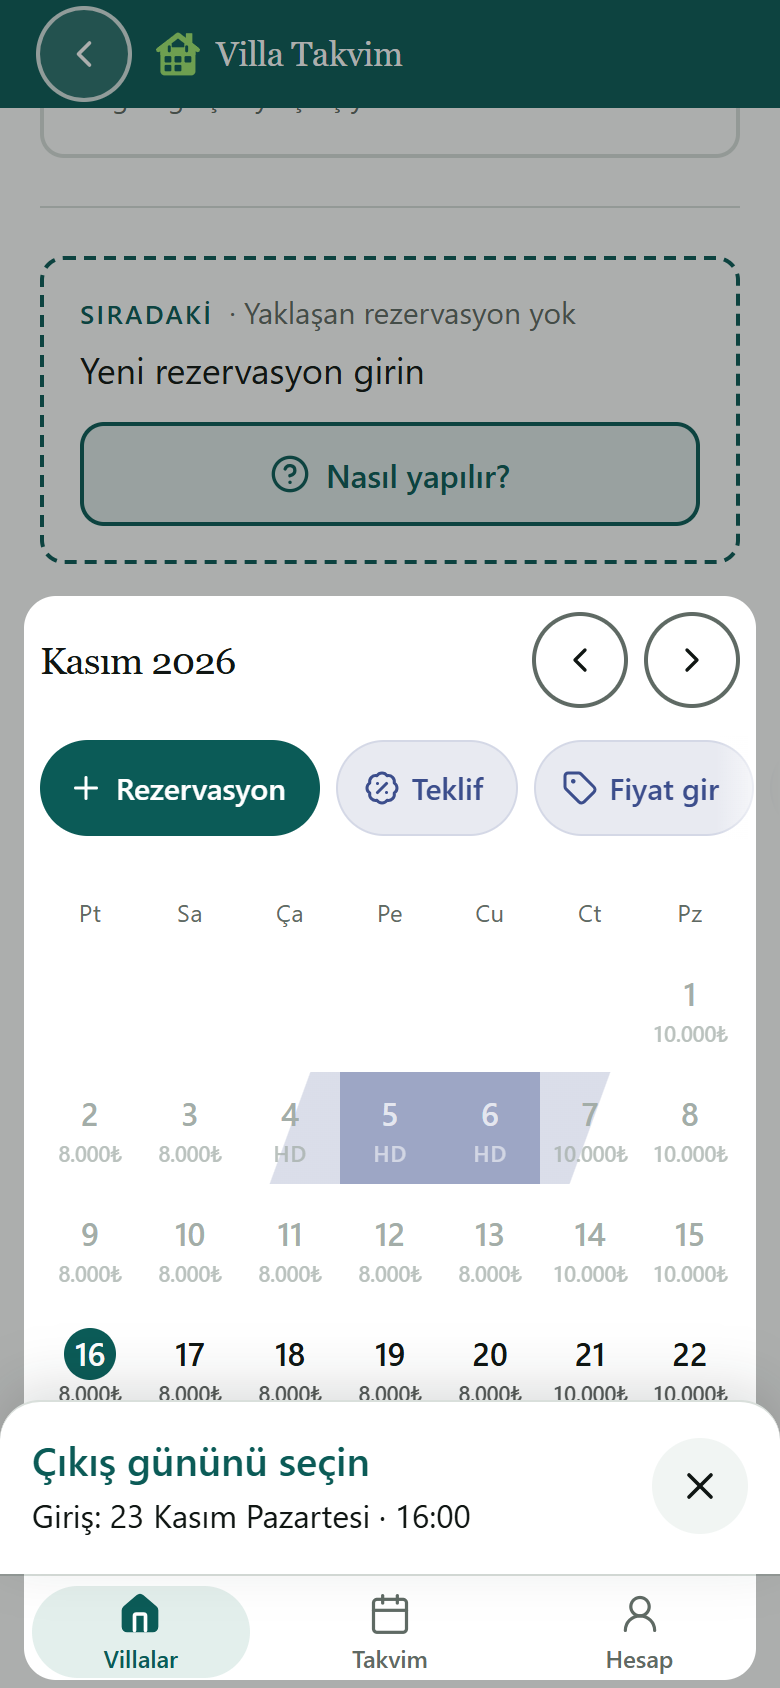 Villa Takvim
SIRADAKİ · Yaklaşan rezervasyon yok
Yeni rezervasyon girin
Nasıl yapılır?
Kasım 2026
Rezervasyon Teklif Fiyat gir
Pt Sa Ça Pe Cu Ct Pz
1
10.000₺
2 3 4 5 6 7 8
8.000₺ 8.000₺ HD HD HD 10.000₺ 10.000₺
9 10 11 12 13 14 15
8.000₺ 8.000₺ 8.000₺ 8.000₺ 8.000₺ 10.000₺ 10.000₺
16 17 18 19 20 21 22
8.000₺ 8.000₺ 8.000₺ 8.000₺ 8.000₺ 10.000₺ 10.000₺
Çıkış gününü seçin
Giriş: 23 Kasım Pazartesi · 16:00
Villalar Takvim Hesap